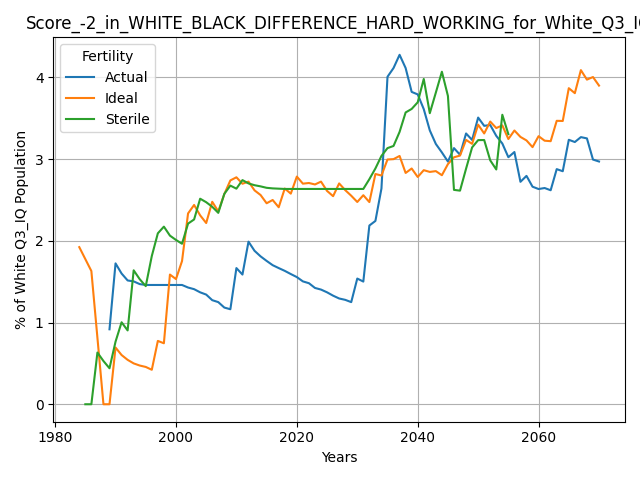 Score_-2_in_WHITE_BLACK_DIFFERENCE_HARD_WORKING_for_White_Q3_IQ
Fertility
Actual
Ideal
Sterile
% of White Q3_IQ Population
4
3
2
1
0
1980 2000 2020 2040 2060
Years